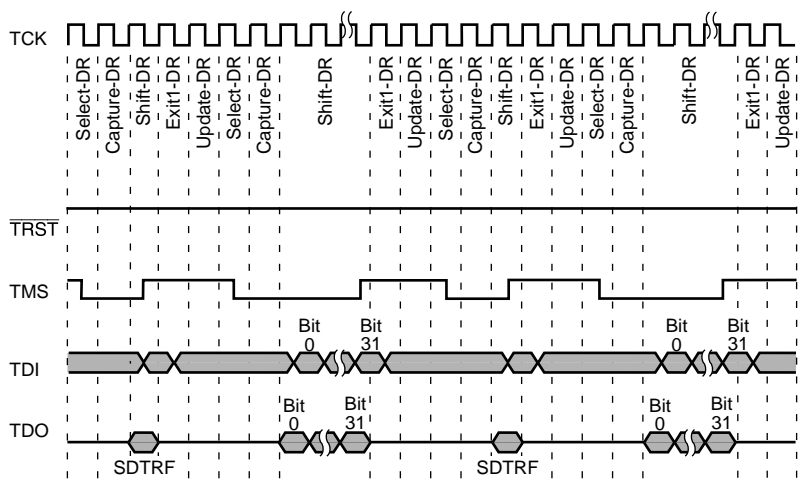 TCK
Select-DR
Capture-DR
Shift-DR
Exit1-DR
Update-DR
Select-DR
Capture-DR
Shift-DR
Exit1-DR
Update-DR
Select-DR
Capture-DR
Shift-DR
Exit1-DR
Update-DR
Select-DR
Capture-DR
Shift-DR
Exit1-DR
Update-DR
TRST
TMS
Bit
0
Bit
31
Bit
0
Bit
31
TDI
Bit
0
Bit
31
Bit
0
Bit
31
TDO
SDTRF
SDTRF